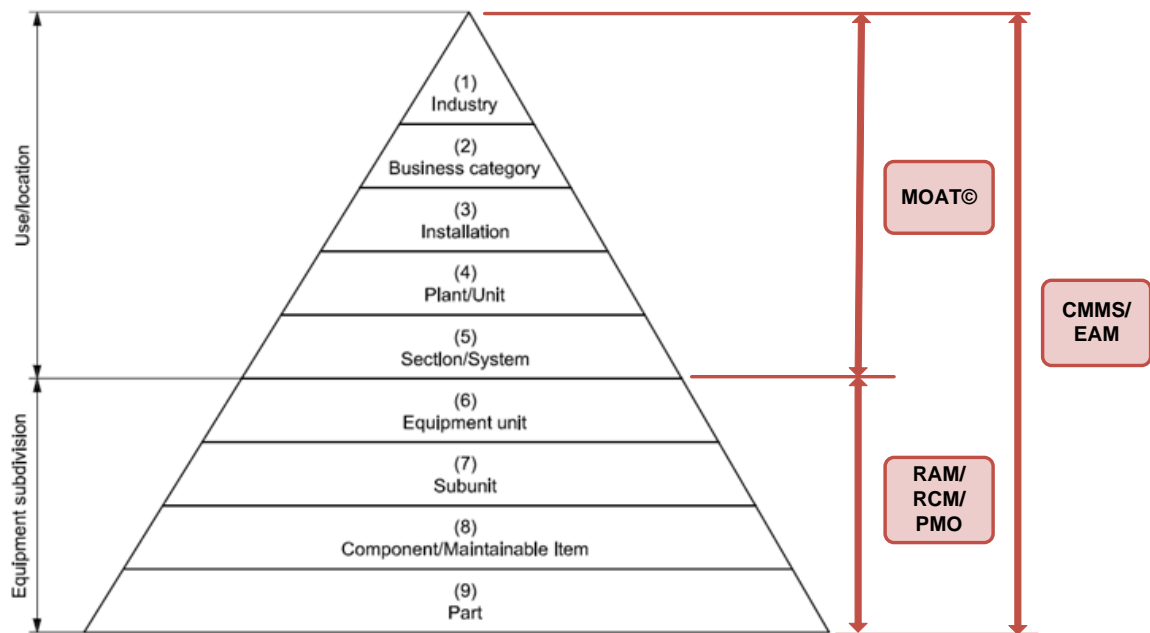 (1)
Industry
(2)
Business category
(3)
Installation
(4)
Plant/Unit
(5)
Section/System
(6)
Equipment unit
(7)
Subunit
(8)
Component/Maintainable Item
(9)
Part
Use/location
Equipment subdivision
MOAT©
CMMS/
EAM
RAM/
RCM/
PMO